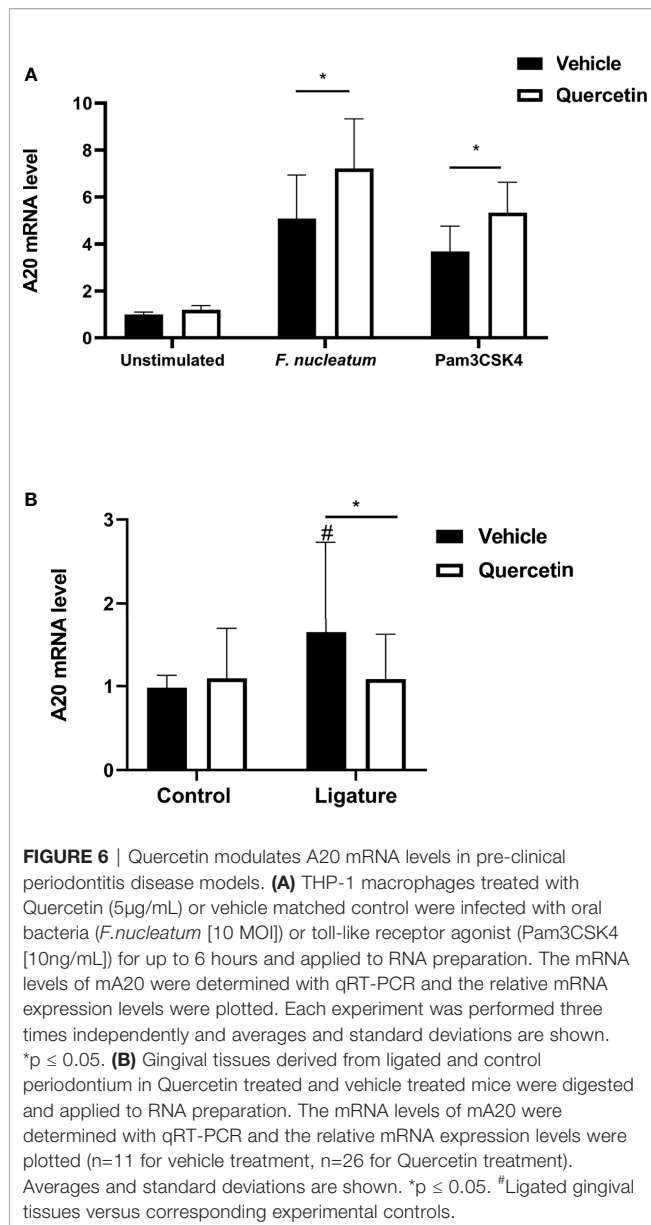 A
Vehicle
Quercetin
*
*
A20 mRNA level
10
8
6
4
2
0
Unstimulated
F. nucleatum
Pam3CSK4
B
Vehicle
Quercetin
*
#
A20 mRNA level
3
2
1
0
Control
Ligature
FIGURE 6 | Quercetin modulates A20 mRNA levels in pre-clinical
periodontitis disease models. (A) THP-1 macrophages treated with
Quercetin (5µg/mL) or vehicle matched control were infected with oral
bacteria (F.nucleatum [10 MOI]) or toll-like receptor agonist (Pam3CSK4
[10ng/mL]) for up to 6 hours and applied to RNA preparation. The mRNA
levels of mA20 were determined with qRT-PCR and the relative mRNA
expression levels were plotted. Each experiment was performed three
times independently and averages and standard deviations are shown.
*p ≤ 0.05. (B) Gingival tissues derived from ligated and control
periodontium in Quercetin treated and vehicle treated mice were digested
and applied to RNA preparation. The mRNA levels of mA20 were
determined with qRT-PCR and the relative mRNA expression levels were
plotted (n=11 for vehicle treatment, n=26 for Quercetin treatment).
Averages and standard deviations are shown. *p ≤ 0.05. #Ligated gingival
tissues versus corresponding experimental controls.